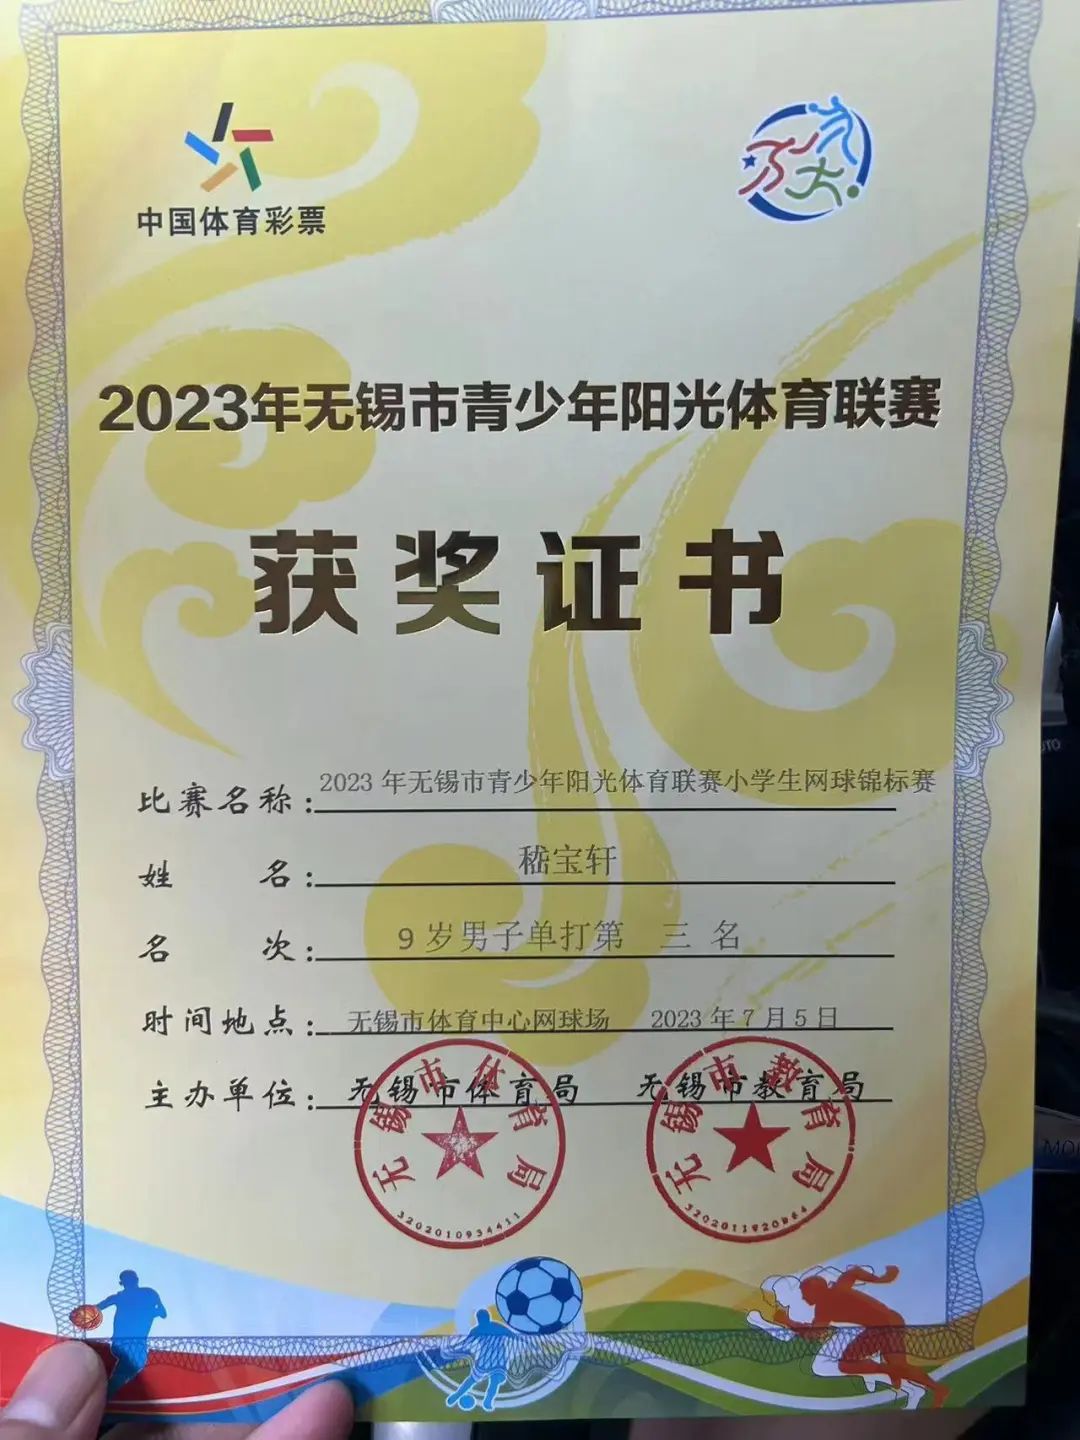 中国体育彩票
2023年无锡市青少年阳光体育联赛
获奖证书
比赛名称：2023年无锡市青少年阳光体育联赛小学生网球锦标赛
姓 名：嵇宝轩
名 次：9岁男子单打第 三 名
时间地点：无锡市体育中心网球场 2023年7月5日
主办单位：无锡市体育局 无锡市教育局
无锡市体育局
3202010934411
无锡市教育局